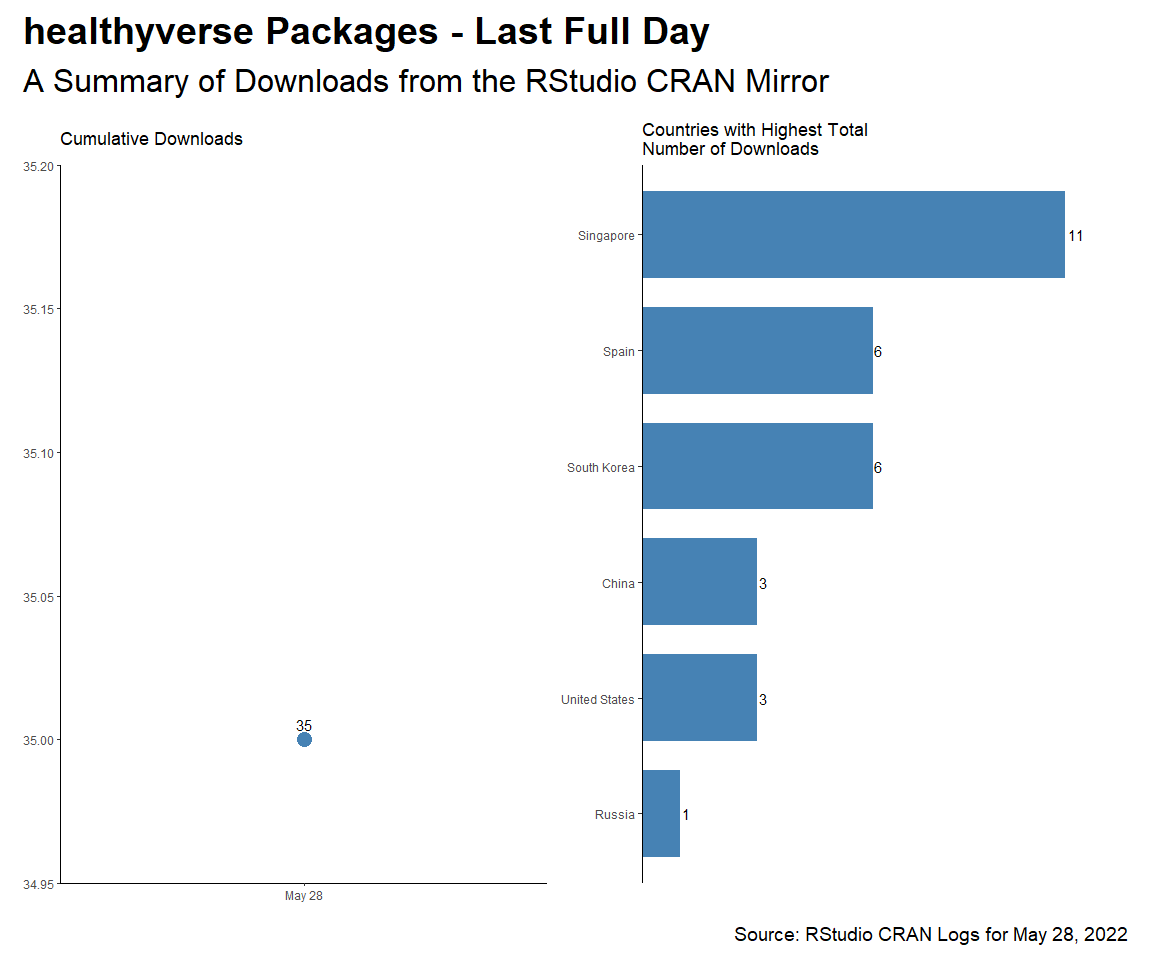 healthyverse Packages - Last Full Day
A Summary of Downloads from the RStudio CRAN Mirror
Cumulative Downloads
35.20
35.15
35.10
35.05
35.00
34.95
35
May 28
Countries with Highest Total
Number of Downloads
Singapore 11
Spain 6
South Korea 6
China 3
United States 3
Russia 1
Source: RStudio CRAN Logs for May 28, 2022